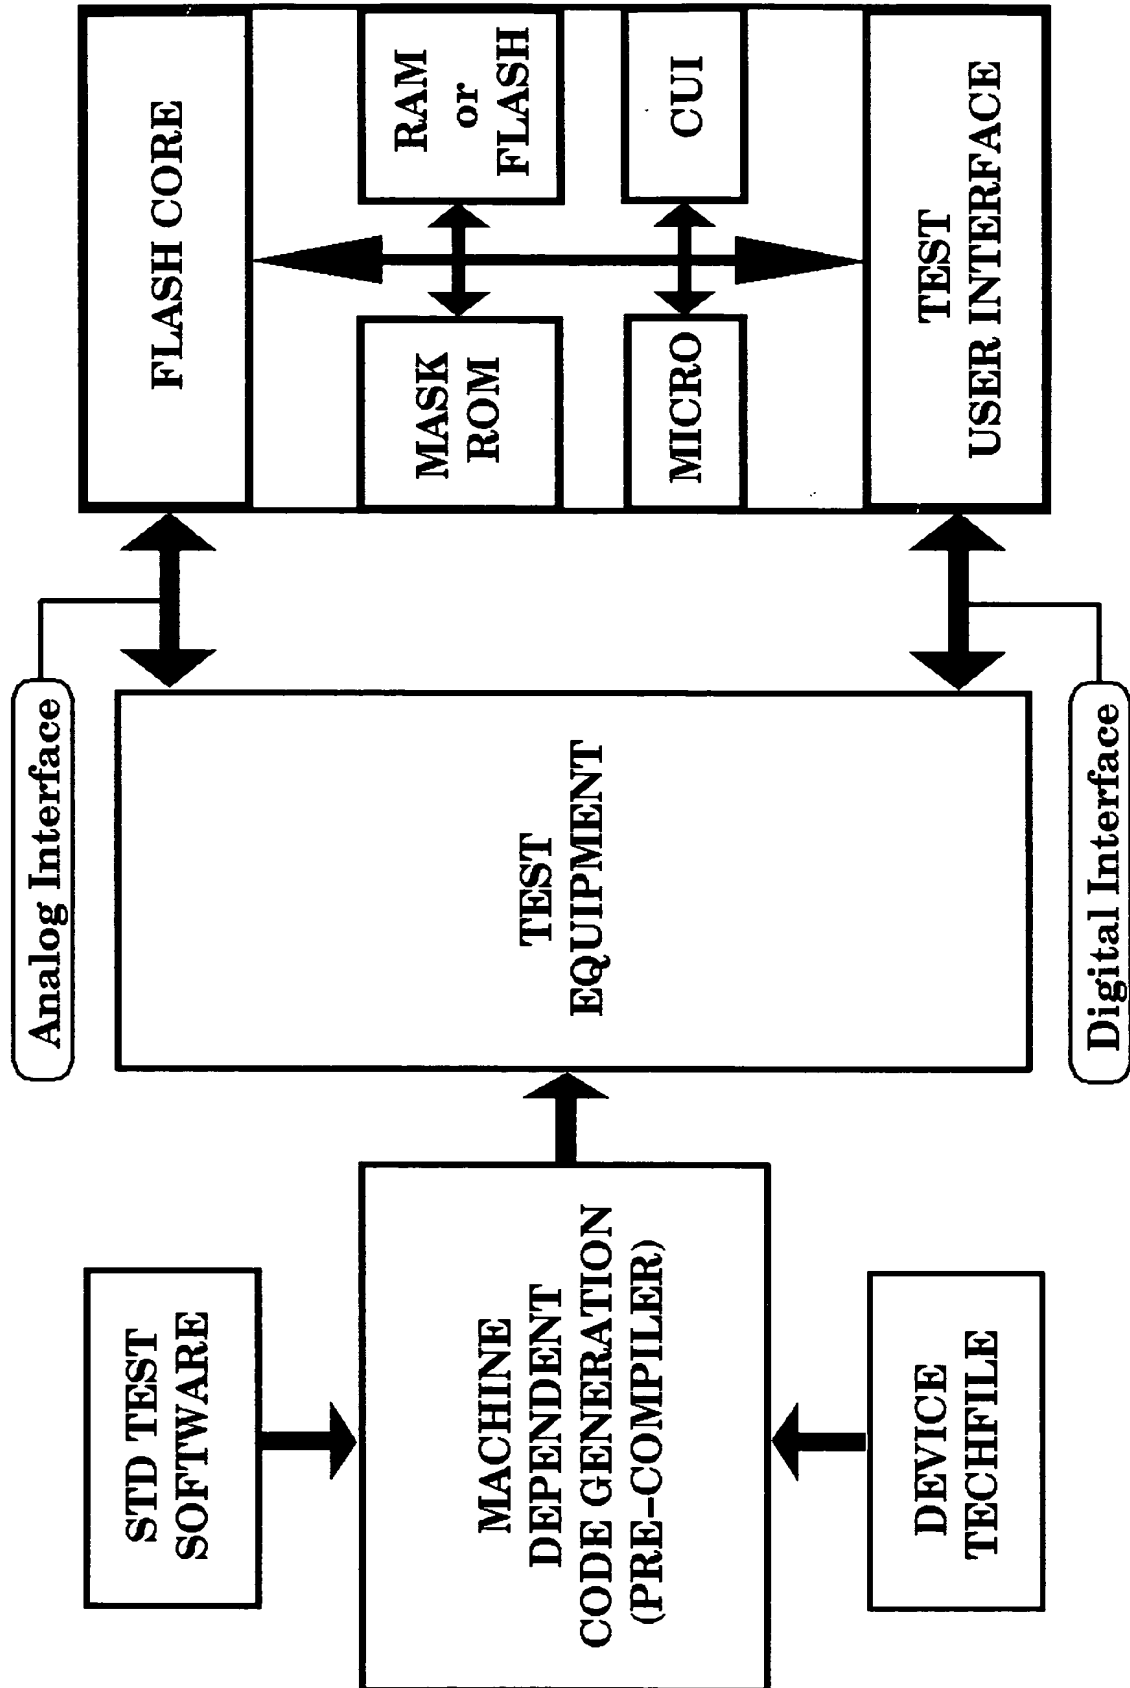 STD TEST
SOFTWARE
MACHINE
DEPENDENT
CODE GENERATION
(PRE-COMPILER)
DEVICE
TECHFILE
Analog Interface
TEST
EQUIPMENT
Digital Interface
FLASH CORE
MASK
ROM
RAM
or
FLASH
MICRO
CUI
TEST
USER INTERFACE